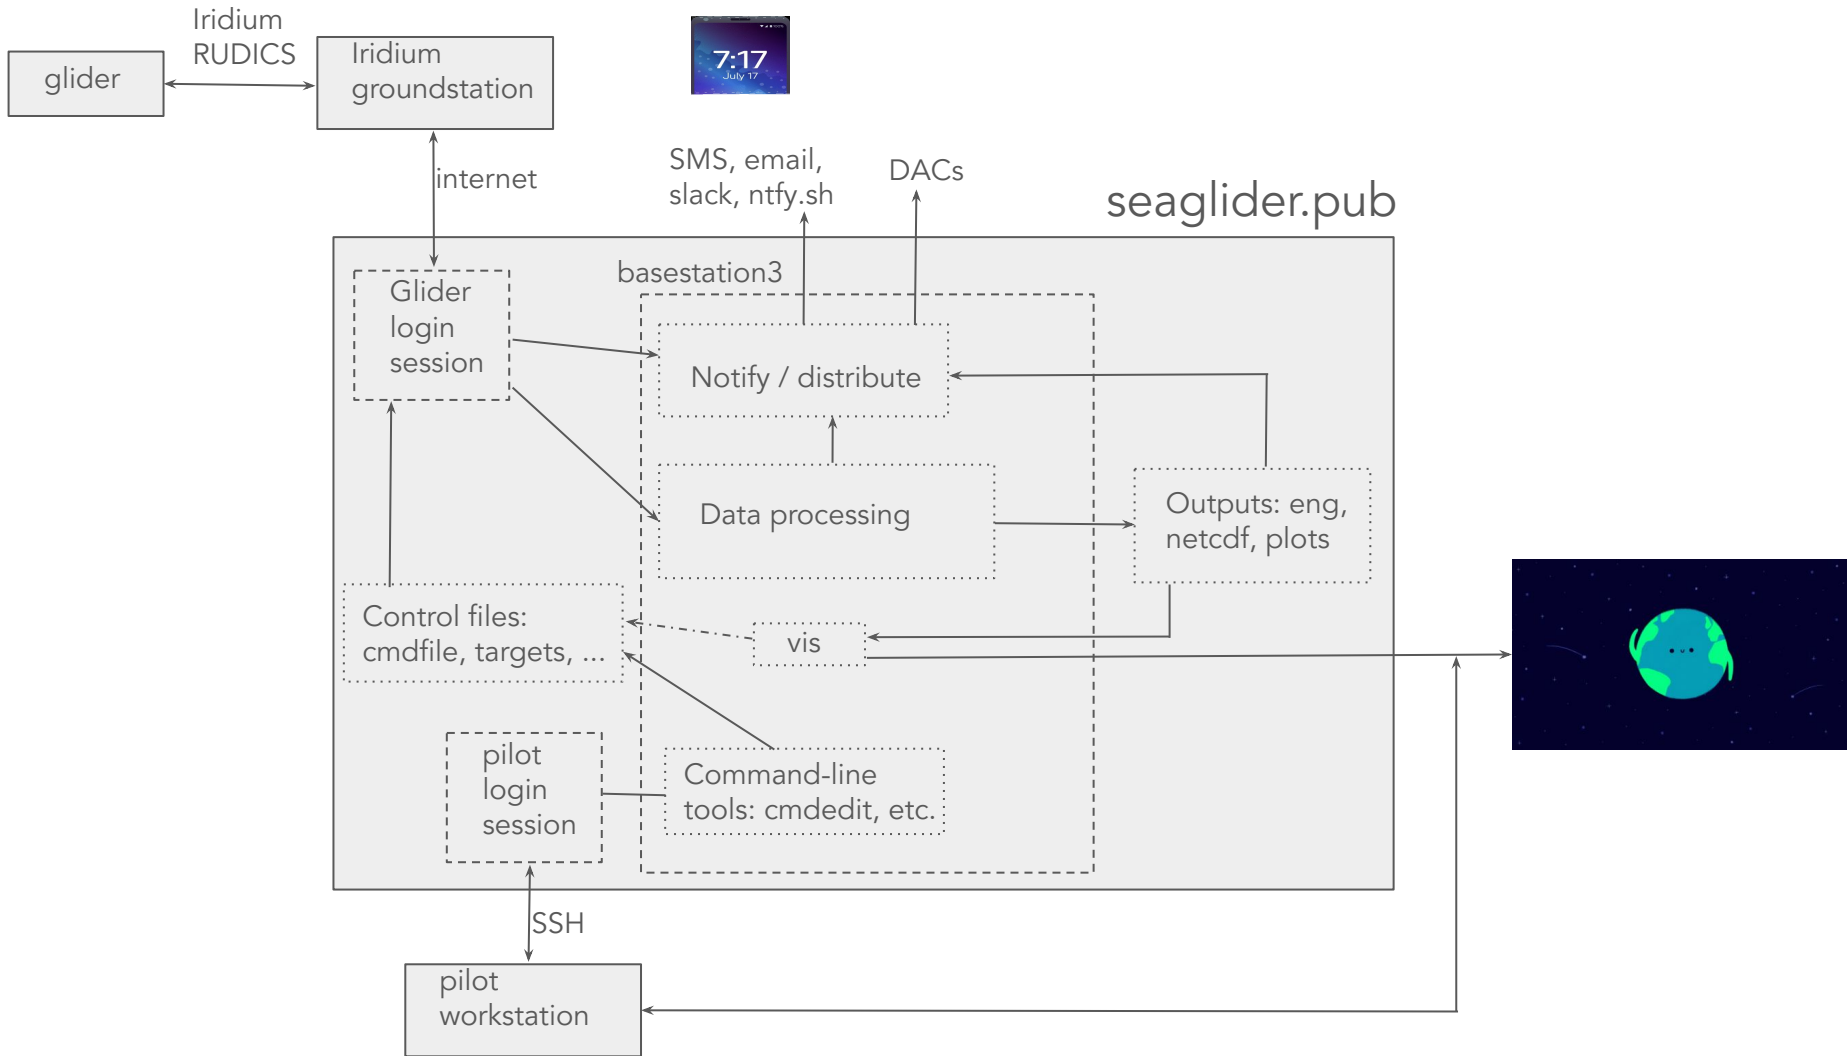 Iridium
RUDICS
glider
Iridium
groundstation
7:17
July 17
internet
SMS, email,
slack, ntfy.sh
DACs
seaglider.pub
basestation3
Glider
login
session
Notify / distribute
Data processing
Outputs: eng,
netcdf, plots
Control files:
cmdfile, targets, ...
vis
pilot
login
session
Command-line
tools: cmdedit, etc.
SSH
pilot
workstation